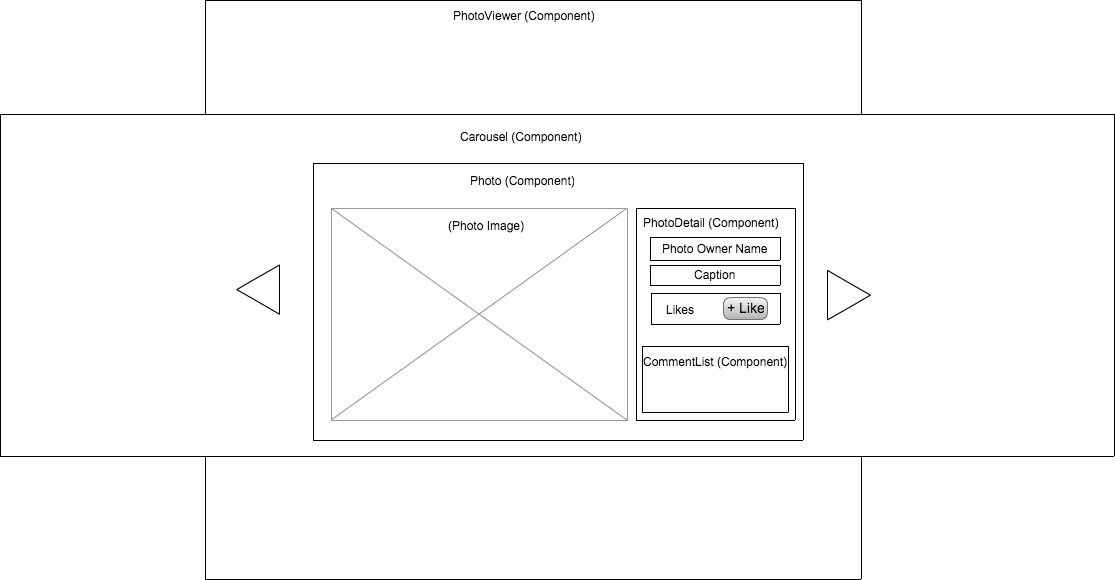 PhotoViewer (Component)
Carousel (Component)
Photo (Component)
(Photo Image)
PhotoDetail (Component)
Photo Owner Name
Caption
Likes
+ Like
CommentList (Component)